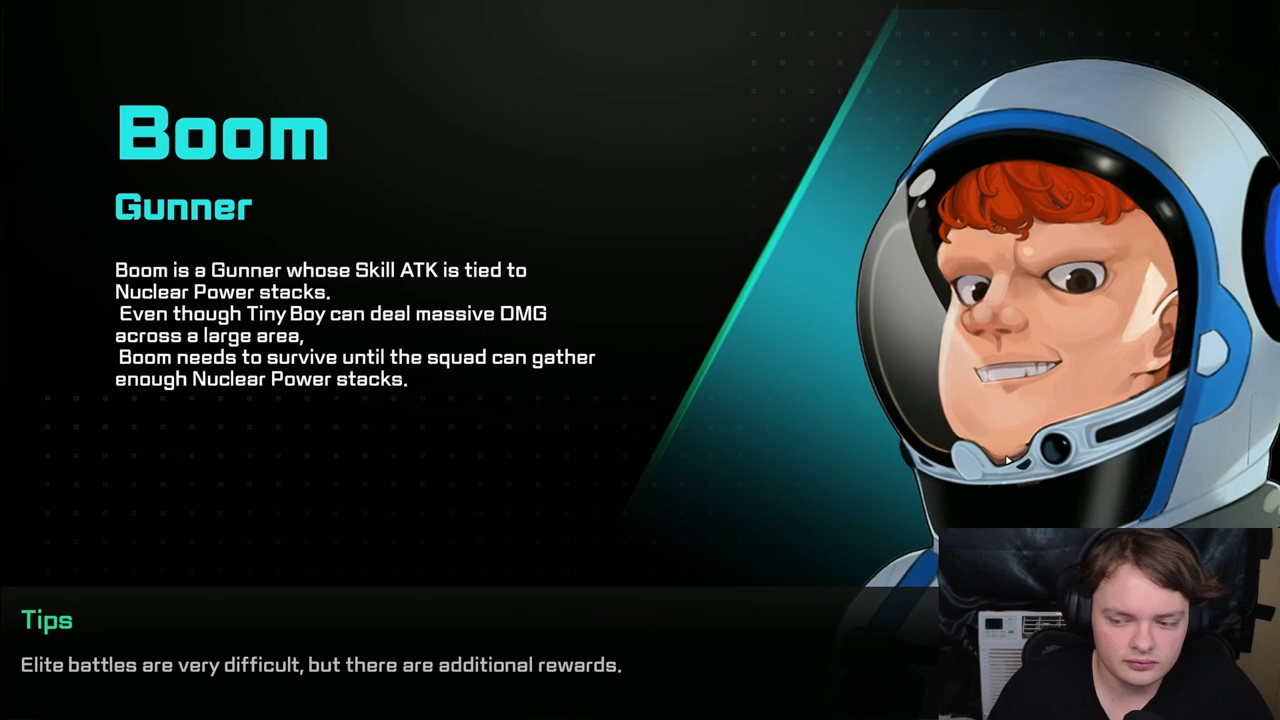 Boom
Gunner
Boom is a Gunner whose Skill ATK is tied to
Nuclear Power stacks.
Even though Tiny Boy can deal massive DMG
across a large area,
Boom needs to survive until the squad can gather
enough Nuclear Power stacks.
Tips
Elite battles are very difficult, but there are additional rewards.